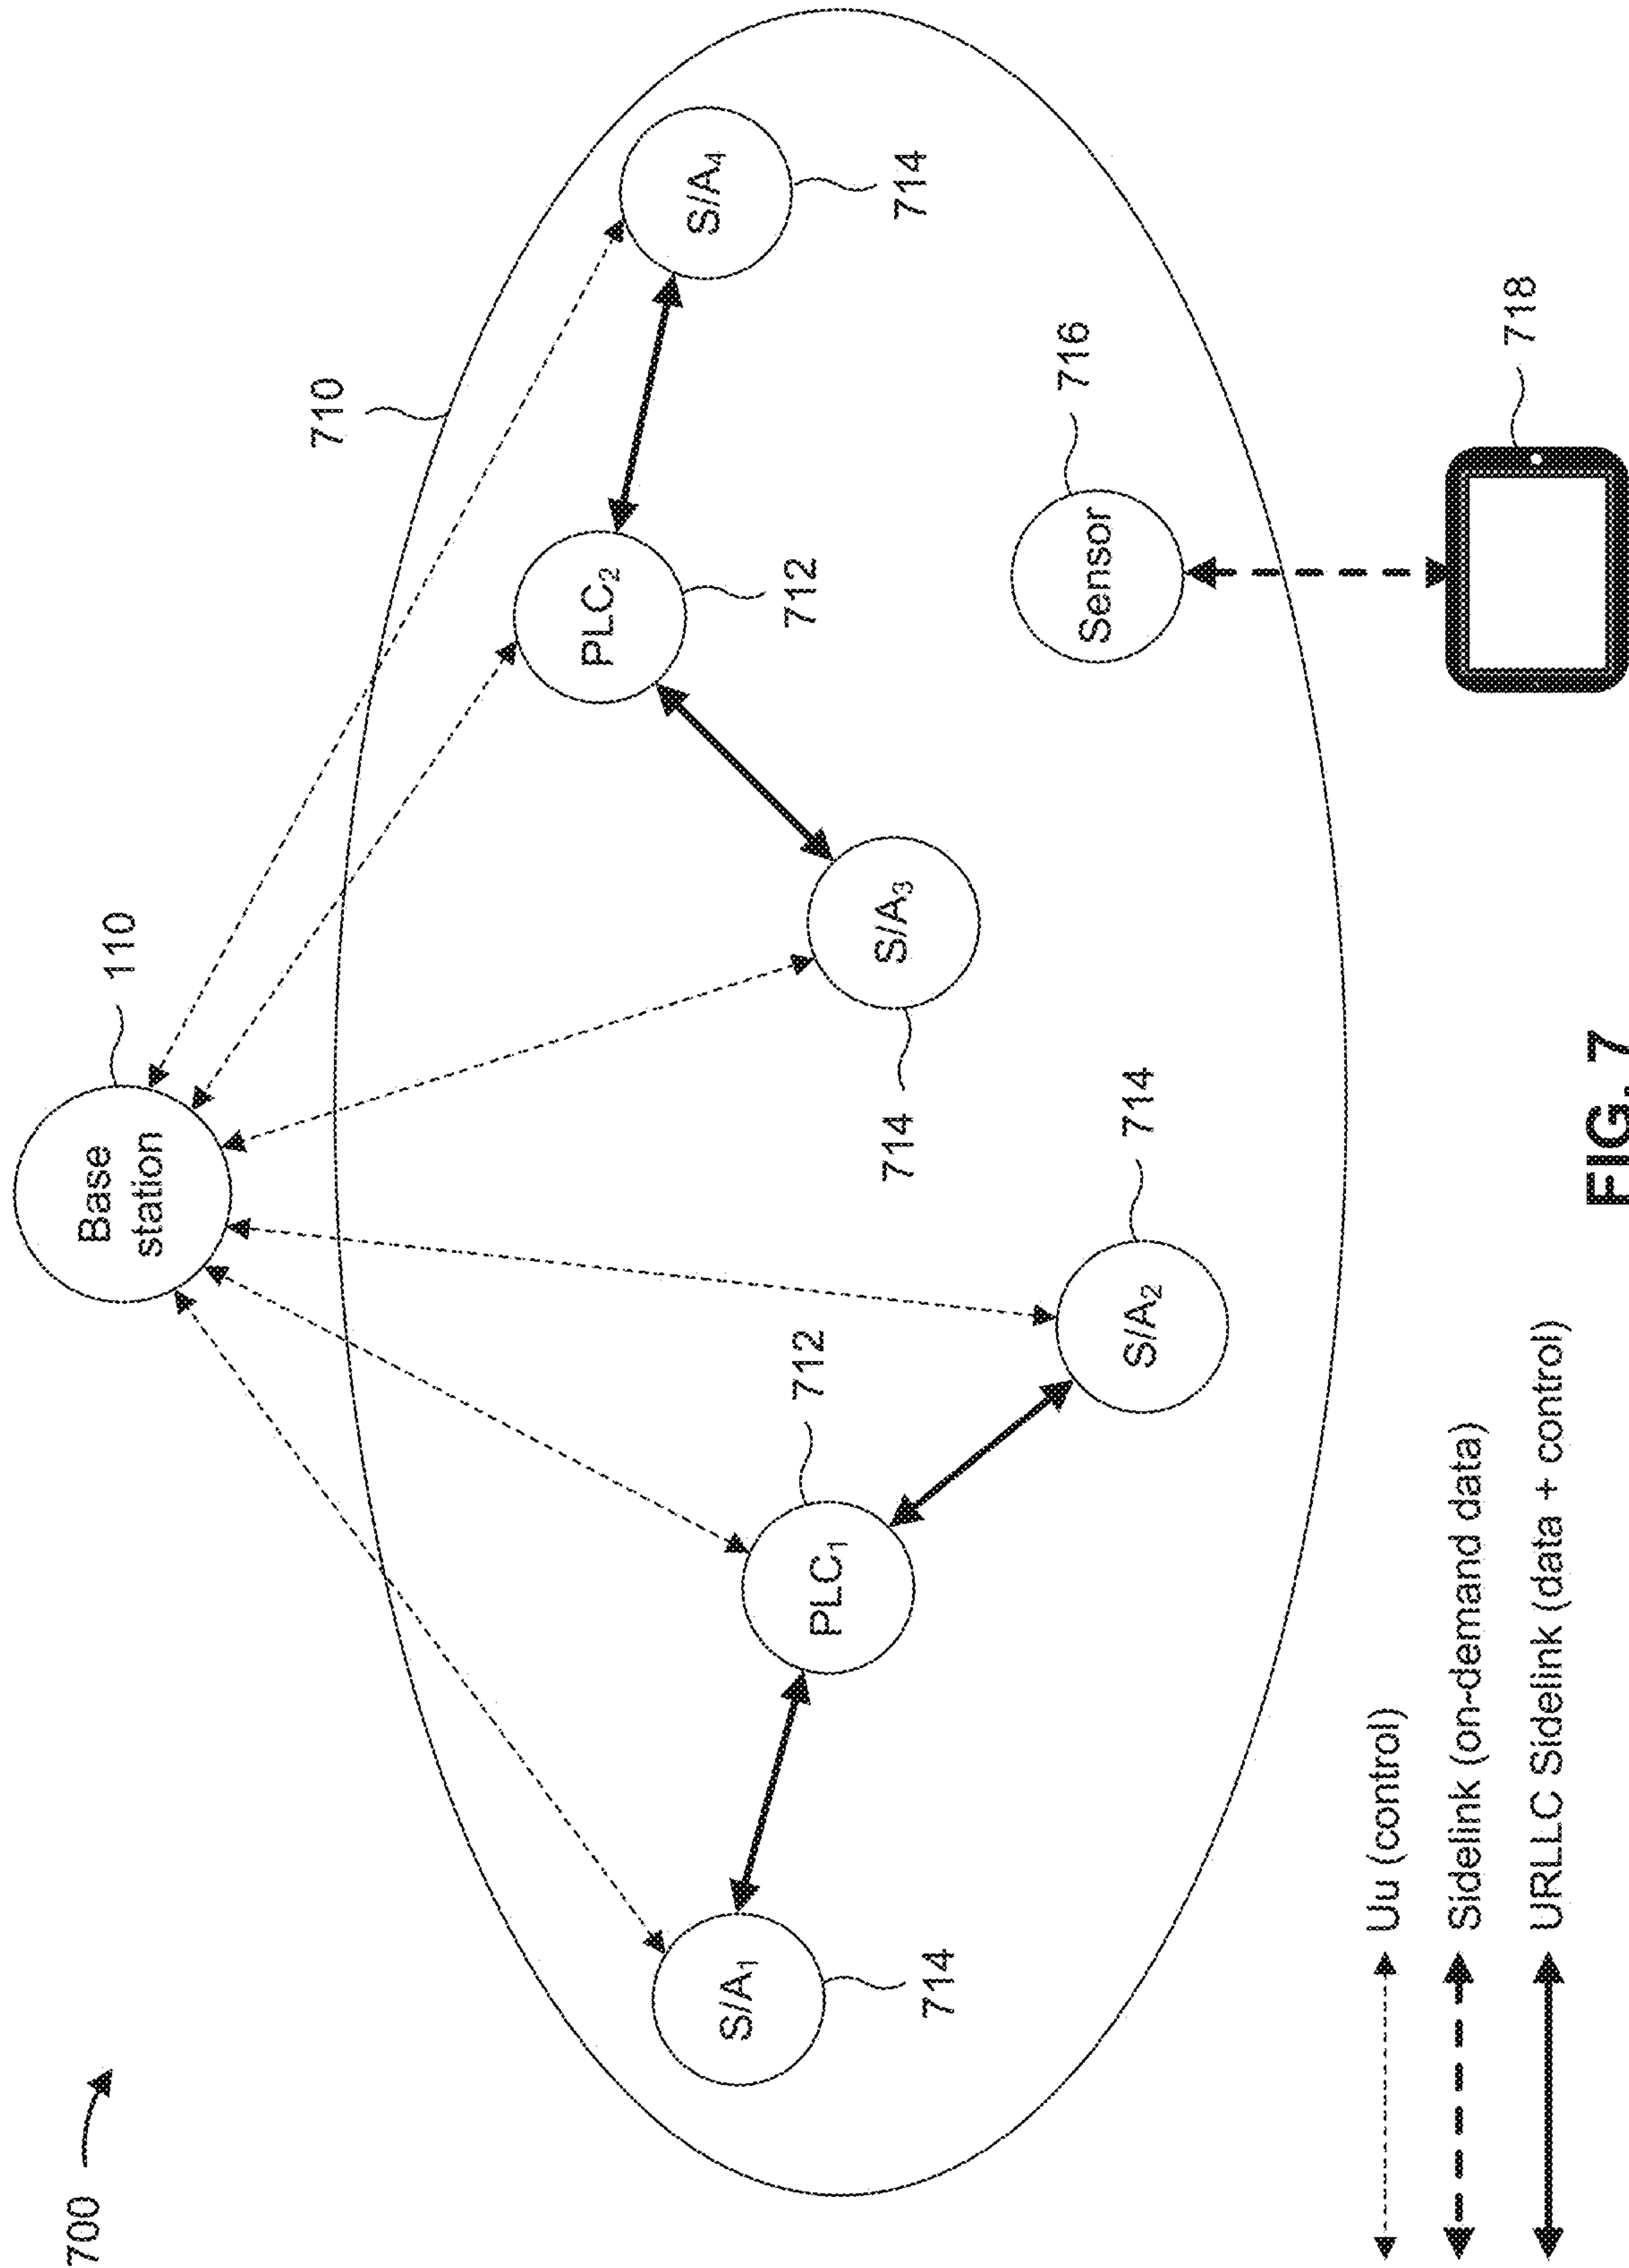 700
Base
station
110
710
S/A₁
714
PLC₁
712
S/A₂
714
S/A₃
714
PLC₂
712
S/A₄
714
Sensor
716
718
Uu (control)
Sidelink (on-demand data)
URLLC Sidelink (data + control)
FIG. 7